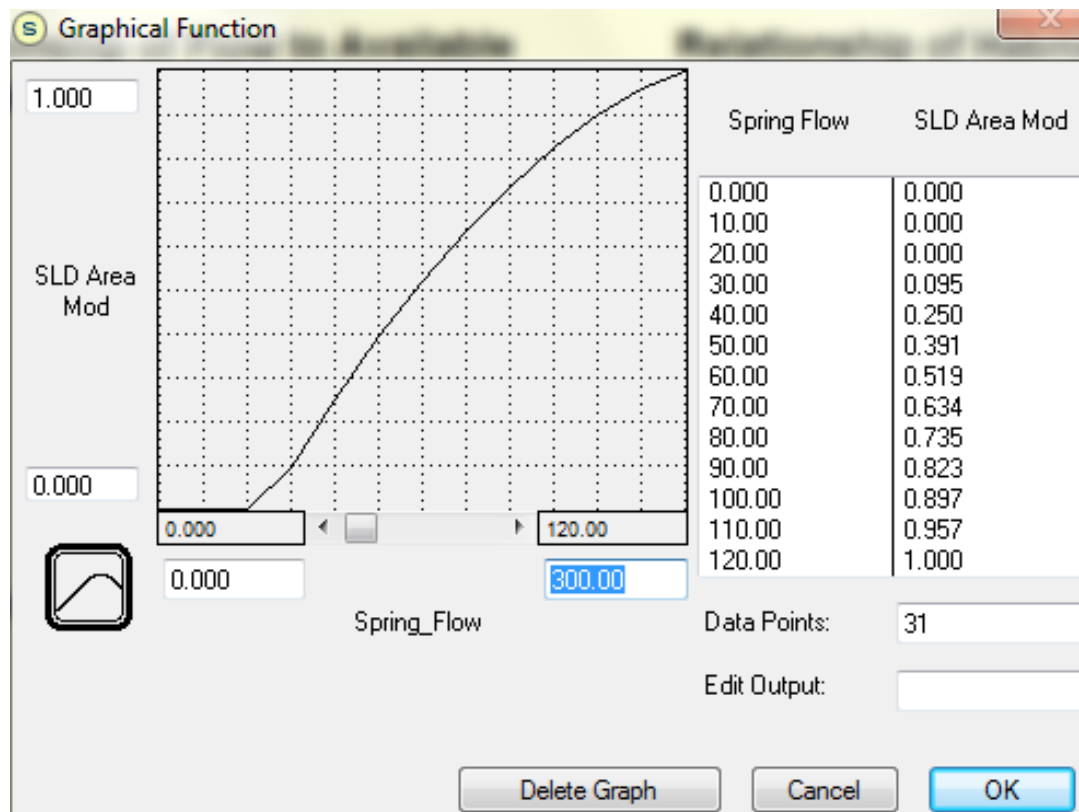 S Graphical Function
to Available
Relationship of
1.000
SLD Area
Mod
0.000
0.000
120.00
0.000
300.00
Spring_Flow
Spring Flow SLD Area Mod
0.000 0.000
10.00 0.000
20.00 0.000
30.00 0.095
40.00 0.250
50.00 0.391
60.00 0.519
70.00 0.634
80.00 0.735
90.00 0.823
100.00 0.897
110.00 0.957
120.00 1.000
Data Points: 31
Edit Output:
Delete Graph
Cancel
OK